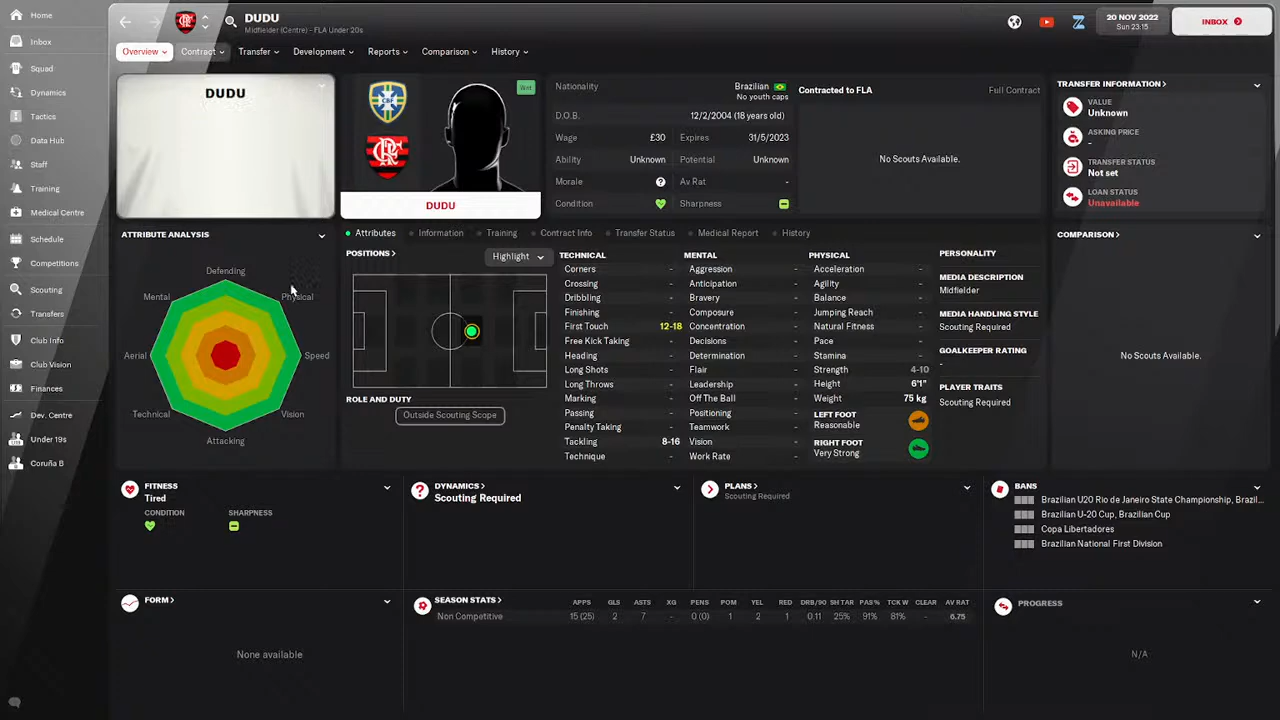 Home
Inbox
Squad
Dynamics
Tactics
Data Hub
Staff
Training
Medical Centre
Schedule
Competitions
Scouting
Transfers
Club Info
Club Vision
Finances
Dev. Centre
Under 19s
Coruña B
DUDU
Midfielder (Centre) - FLA Under 20s
20 NOV 2022
Sun 23:15
INBOX
Overview
Contract
Transfer
Development
Reports
Comparison
History
DUDU
CBF
Wnt
DUDU
Nationality Brazilian
No youth caps
D.O.B. 12/2/2004 (18 years old)
Wage £30 Expires 31/5/2023
Ability Unknown Potential Unknown
Morale Av Rat -
Condition Sharpness
Contracted to FLA Full Contract
No Scouts Available.
TRANSFER INFORMATION >
VALUE
Unknown
ASKING PRICE
-
TRANSFER STATUS
Not set
LOAN STATUS
Unavailable
ATTRIBUTE ANALYSIS
Defending
Mental Physical
Aerial Speed
Technical Vision
Attacking
Attributes
Information
Training
Contract Info
Transfer Status
Medical Report
History
POSITIONS >
Highlight
ROLE AND DUTY
Outside Scouting Scope
TECHNICAL
Corners -
Crossing -
Dribbling -
Finishing -
First Touch 12-18
Free Kick Taking -
Heading -
Long Shots -
Long Throws -
Marking -
Passing -
Penalty Taking -
Tackling 8-16
Technique -
MENTAL
Aggression -
Anticipation -
Bravery -
Composure -
Concentration -
Decisions -
Determination -
Flair -
Leadership -
Off The Ball -
Positioning -
Teamwork -
Vision -
Work Rate -
PHYSICAL
Acceleration -
Agility -
Balance -
Jumping Reach -
Natural Fitness -
Pace -
Stamina -
Strength 4-10
Height 6'1"
Weight 75 kg
LEFT FOOT
Reasonable
RIGHT FOOT
Very Strong
PERSONALITY
MEDIA DESCRIPTION
Midfielder
MEDIA HANDLING STYLE
Scouting Required
GOALKEEPER RATING
-
PLAYER TRAITS
Scouting Required
COMPARISON >
No Scouts Available.
FITNESS >
Tired
CONDITION SHARPNESS
DYNAMICS >
Scouting Required
PLANS >
Scouting Required
BANS
Brazilian U20 Rio de Janeiro State Championship, Brazil...
Brazilian U-20 Cup, Brazilian Cup
Copa Libertadores
Brazilian National First Division
FORM >
None available
SEASON STATS > APPS GLS ASTS XG PENS POM YEL RED DRB/90 SH TAR PAS% TCK W CLEAR AV RAT
Non Competitive 15 (25) 2 7 - 0 (0) 1 2 1 0.11 25% 91% 81% - 6.75
PROGRESS
N/A